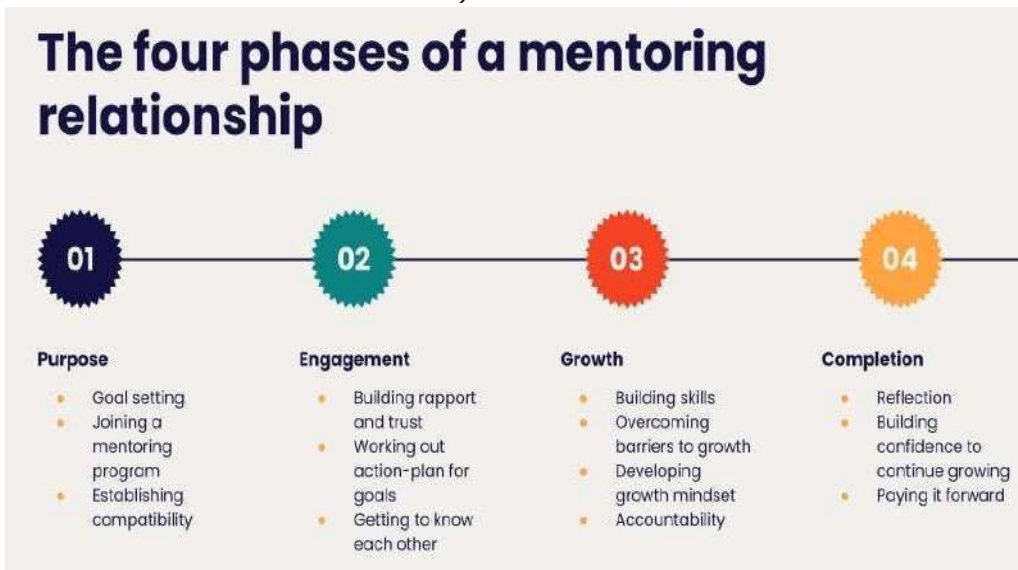 The four phases of a mentoring
relationship
01
02
03
04
Purpose
Goal setting
Joining a
mentoring
program
Establishing
compatibility
Engagement
Building rapport
and trust
Working out
action-plan for
goals
Getting to know
each other
Growth
Building skills
Overcoming
barriers to growth
Developing
growth mindset
Accountability
Completion
Reflection
Building
confidence to
continue growing
Paying it forward